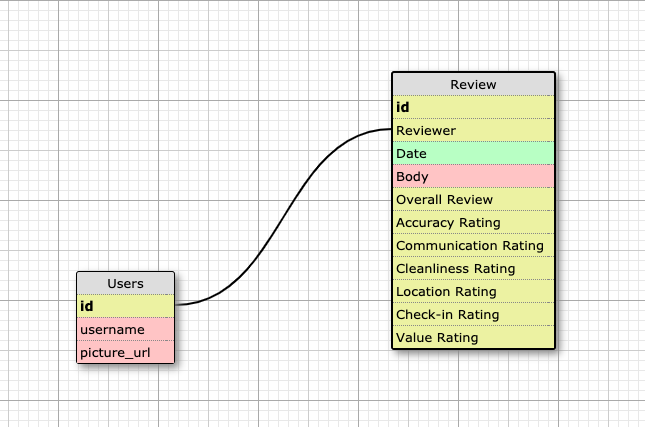 Review
id
Reviewer
Date
Body
Overall Review
Accuracy Rating
Communication Rating
Cleanliness Rating
Location Rating
Check-in Rating
Value Rating
Users
id
username
picture_url